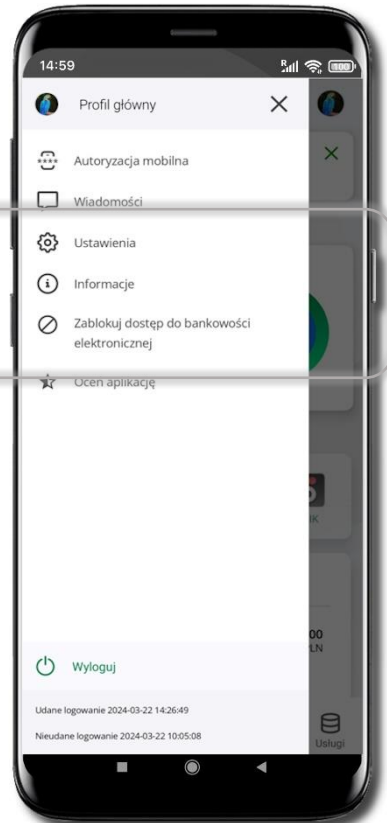 14:59
Profil główny
Autoryzacja mobilna
Wiadomości
Ustawienia
Informacje
Zablokuj dostęp do bankowości
elektronicznej
Oceń aplikację
00
PLN
Wyloguj
Udane logowanie 2024-03-22 14:26:49
Nieudane logowanie 2024-03-22 10:05:08
Usługi